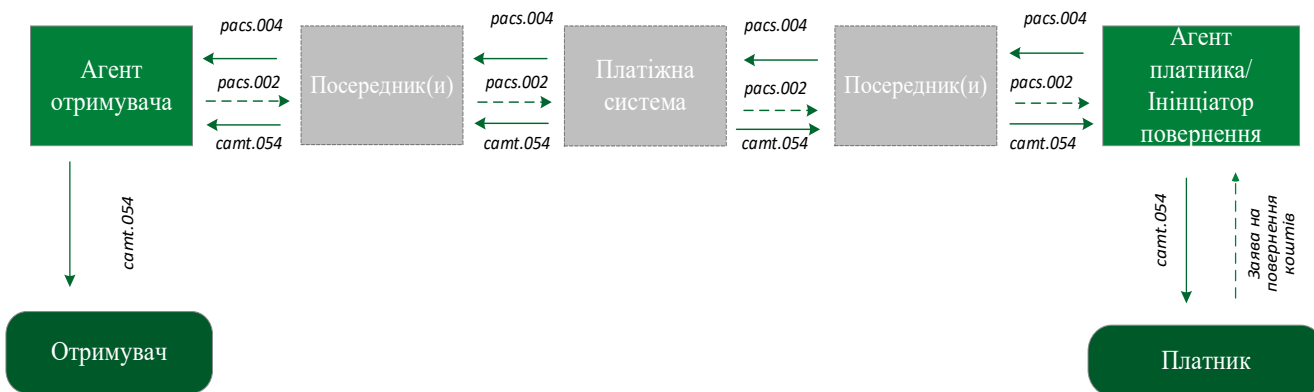 pacs.004
pacs.004
pacs.004
pacs.004
Агент
отримувача
pacs.002
camt.054
Посередник(и)
pacs.002
camt.054
Платіжна
система
pacs.002
camt.054
Посередник(и)
pacs.002
camt.054
Агент
платника/
Інінціатор
повернення
camt.054
camt.054
Заява на
повернення
коштів
Отримувач
Платник